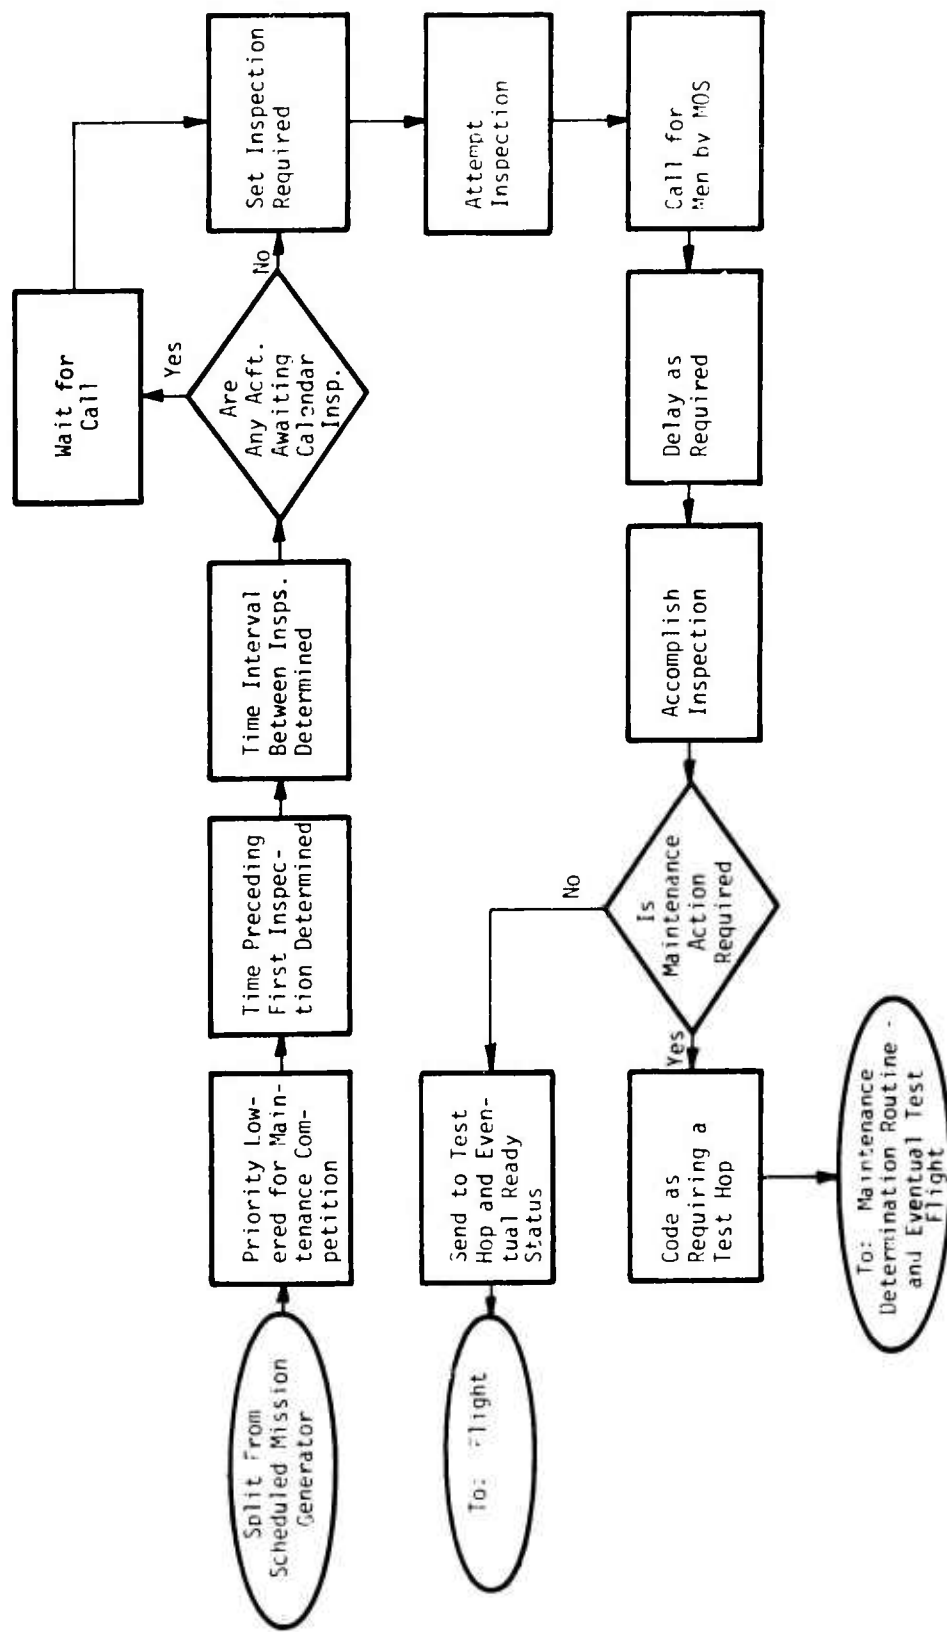 Split From
Scheduled Mission
Generator
Priority Low-
ered for Main-
tenance Com-
petition
Time Preceding
First Inspec-
tion Determined
Time Interval
Between Insps.
Determined
Are
Any Acft.
Awaiting
Calendar
Insp.
Yes
Wait for
Call
No
Set Inspection
Required
Attempt
Inspection
Call for
Men by MOS
Delay as
Required
Accomplish
Inspection
Is
Maintenance
Action
Required
No
Send to Test
Hop and Even-
tual Ready
Status
To: Flight
Yes
Code as
Requiring a
Test Hop
To: Maintenance
Determination Routine -
and Eventual Test
Flight